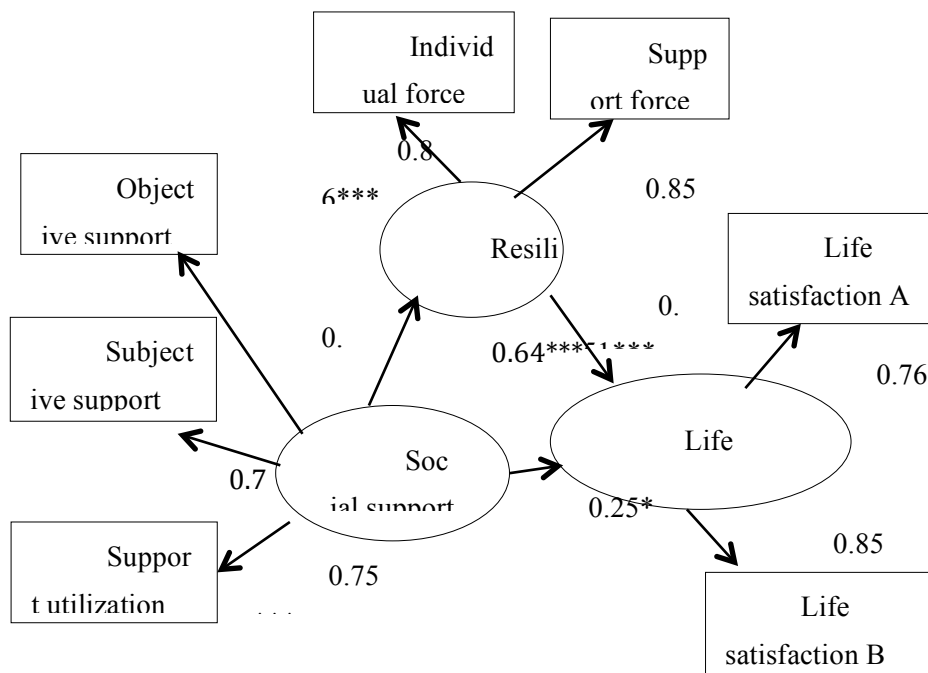 Individ
ual force
Supp
ort force
0.8
6***
0.85
Object
ive support
Resili
Life
satisfaction A
0.
0.
0.64***
51***
0.76
Subject
ive support
Life
Soc
ial support
0.7
0.25*
0.85
Suppor
t utilization
0.75
Life
satisfaction B